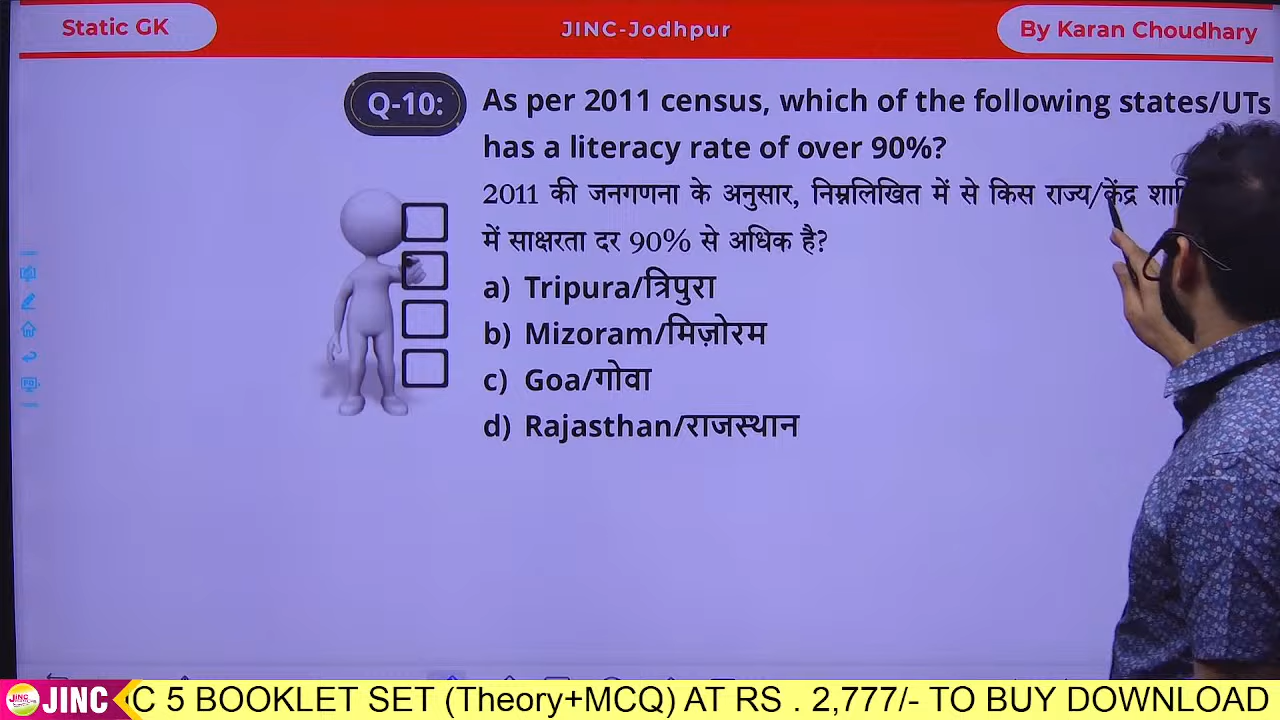 Static GK
JINC-Jodhpur
By Karan Choudhary
Q-10:
As per 2011 census, which of the following states/UTs
has a literacy rate of over 90%?
2011 की जनगणना के अनुसार, निम्नलिखित में से किस राज्य/केंद्र
में साक्षरता दर 90% से अधिक है?
a) Tripura/त्रिपुरा
b) Mizoram/मिज़ोरम
c) Goa/गोवा
d) Rajasthan/राजस्थान
JINC
C 5 BOOKLET SET (Theory+MCQ) AT RS . 2,777/- TO BUY DOWNLOAD